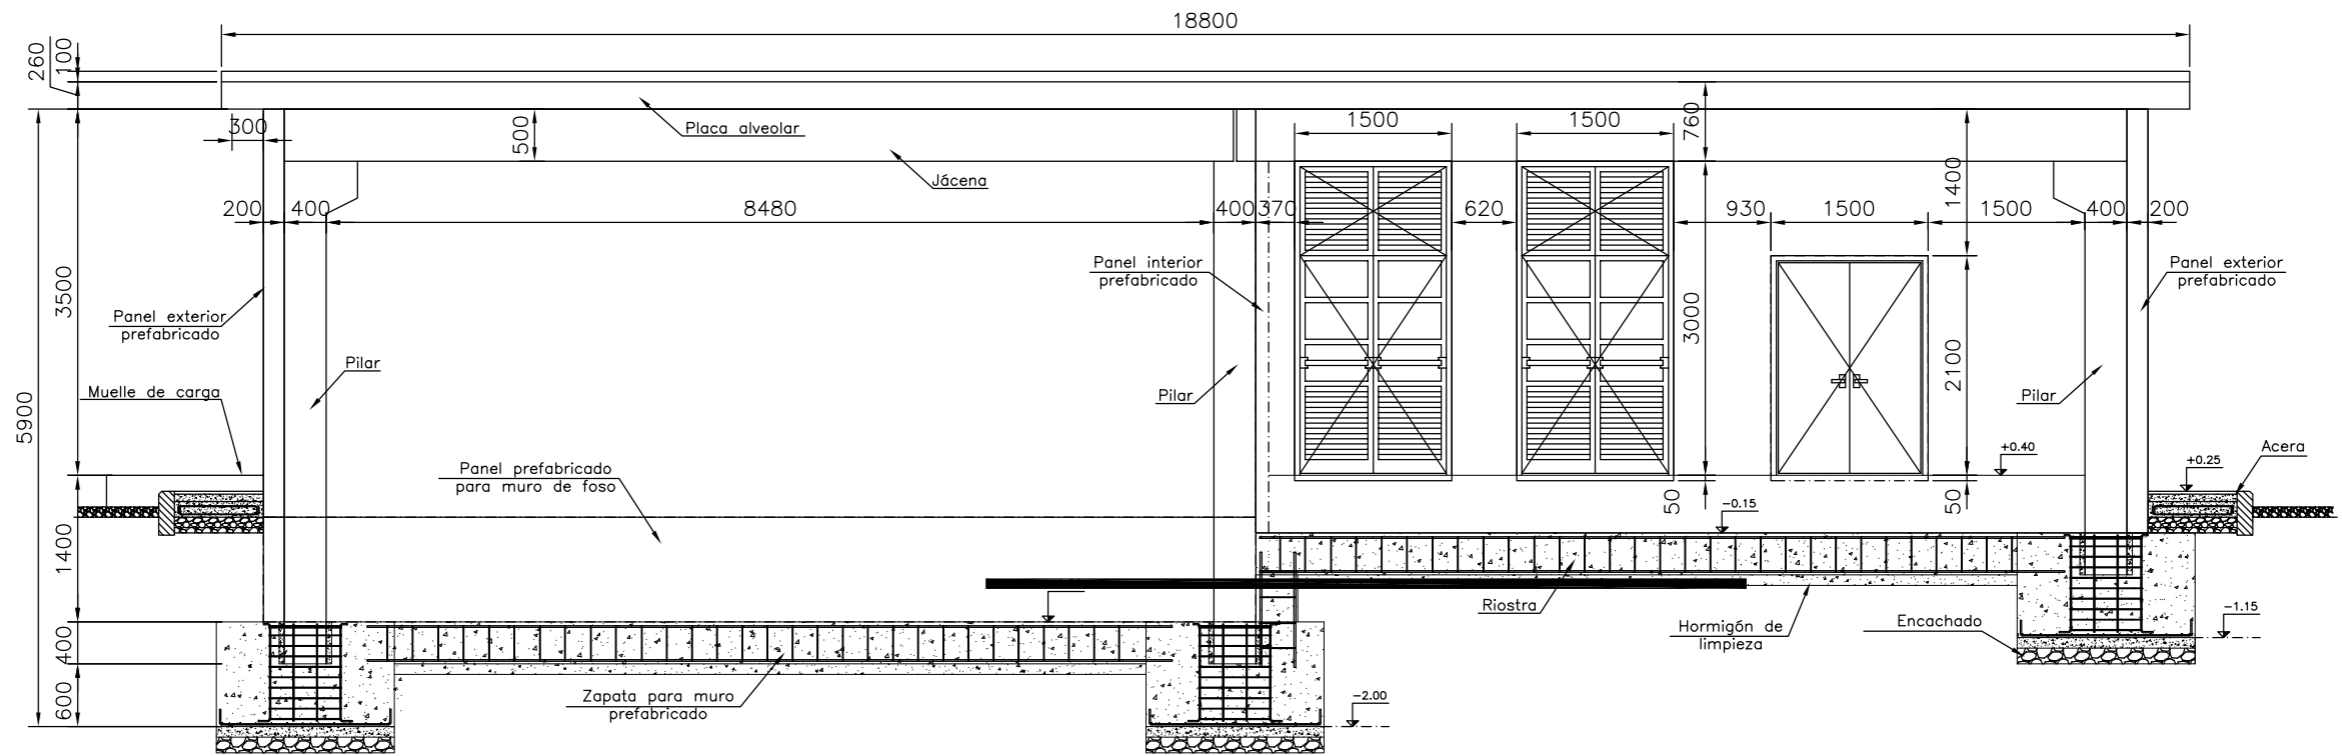 18800
260
100
300
500
Placa alveolar
Jácena
1500
1500
760
1400
200
400
8480
400
370
620
930
1500
1500
400
200
Panel interior
prefabricado
Panel exterior
prefabricado
3500
5900
Panel exterior
prefabricado
Pilar
Muelle de carga
Pilar
Pilar
3000
2100
Panel prefabricado
para muro de foso
+0.40
+0.25
Acera
50
50
-0.15
1400
Riostra
Hormigón de
limpieza
Encachado
-1.15
400
600
Zapata para muro
prefabricado
-2.00